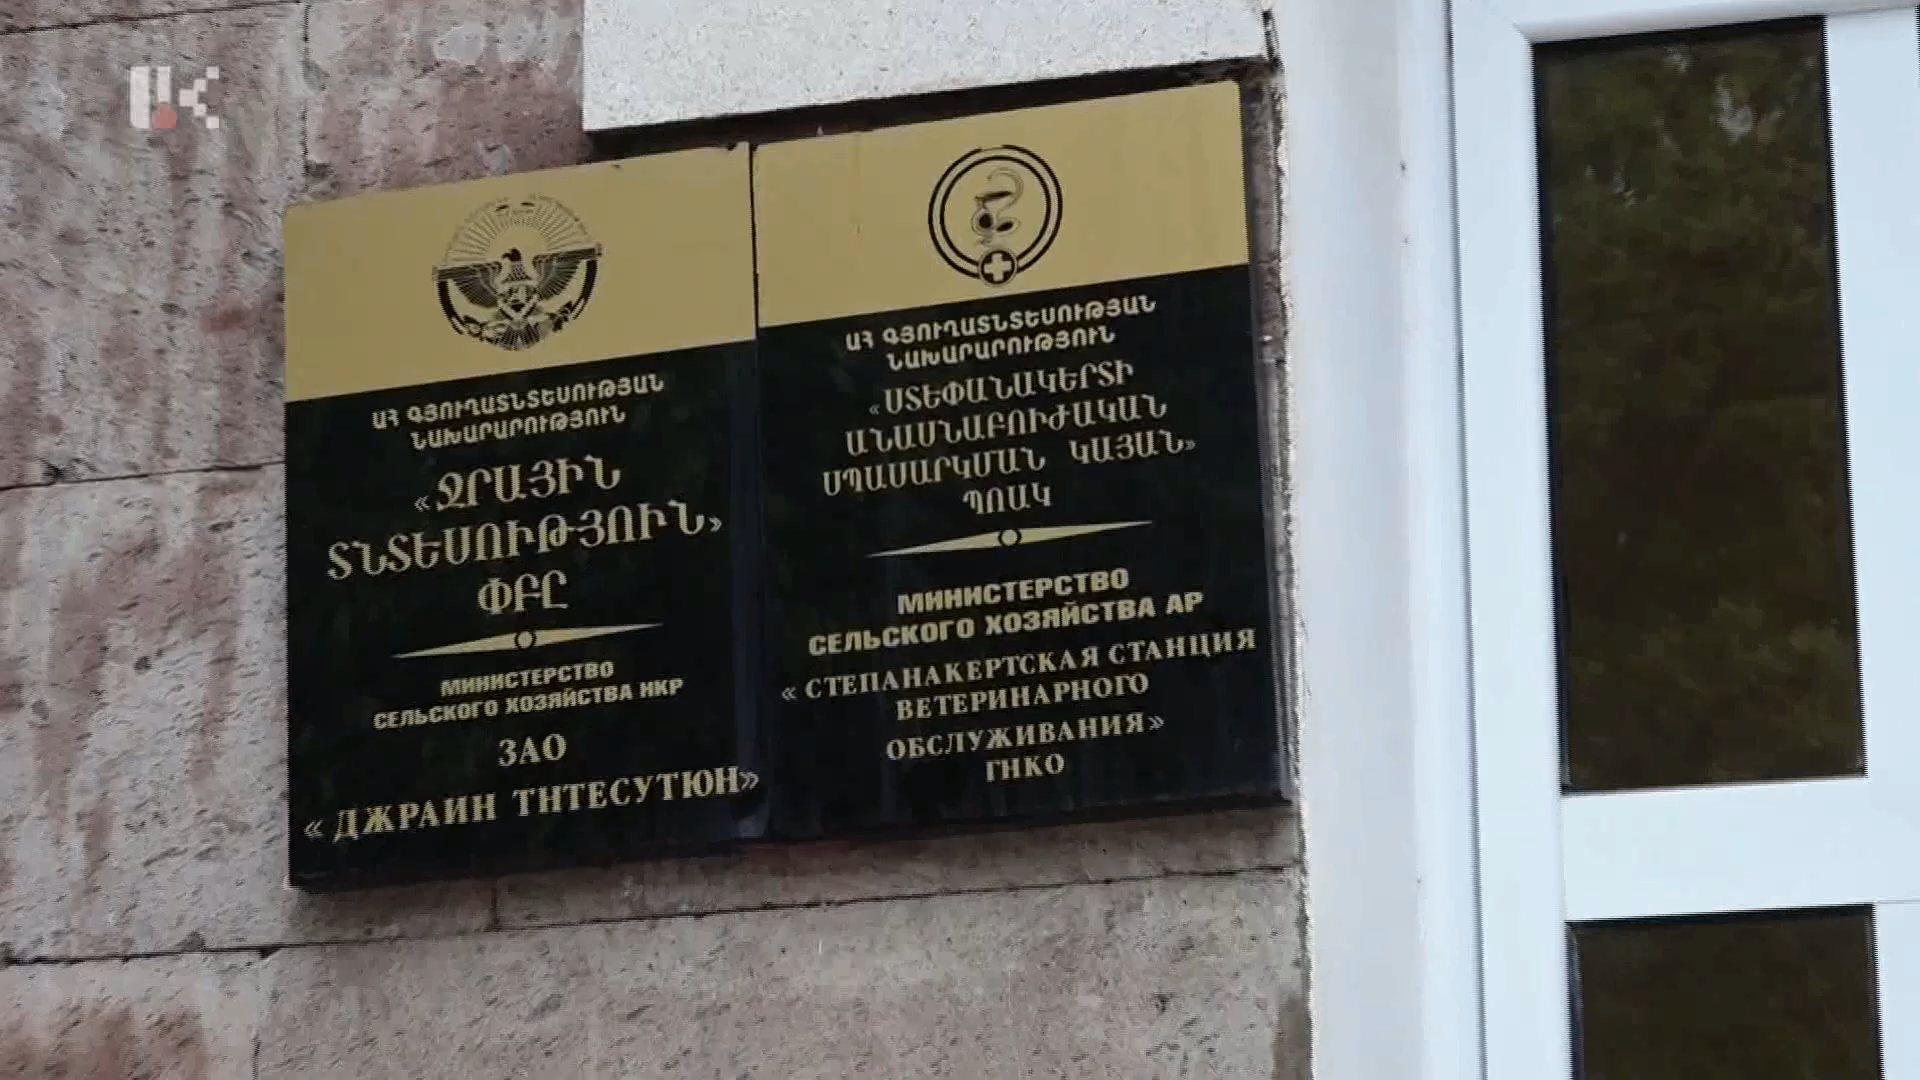 ԱՀ ԳՅՈՒՂԱՏՆՏԵՍՈՒԹՅԱՆ
ՆԱԽԱՐԱՐՈՒԹՅՈՒՆ
«ՋՐԱՅԻՆ
ՏՆՏԵՍՈՒԹՅՈՒՆ»
ՓԲԸ
МИНИСТЕРСТВО
СЕЛЬСКОГО ХОЗЯЙСТВА НКР
ЗАО
«ДЖРАИН ТНТЕСУТЮН»
ԱՀ ԳՅՈՒՂԱՏՆՏԵՍՈՒԹՅԱՆ
ՆԱԽԱՐԱՐՈՒԹՅՈՒՆ
«ՍՏԵՓԱՆԱԿԵՐՏԻ
ԱՆԱՍՆԱԲՈՒԺԱԿԱՆ
ՍՊԱՍԱՐԿՄԱՆ ԿԱՅԱՆ»
ՊՈԱԿ
МИНИСТЕРСТВО
СЕЛЬСКОГО ХОЗЯЙСТВА АР
«СТЕПАНАКЕРТСКАЯ СТАНЦИЯ
ВЕТЕРИНАРНОГО
ОБСЛУЖИВАНИЯ»
ГНКО